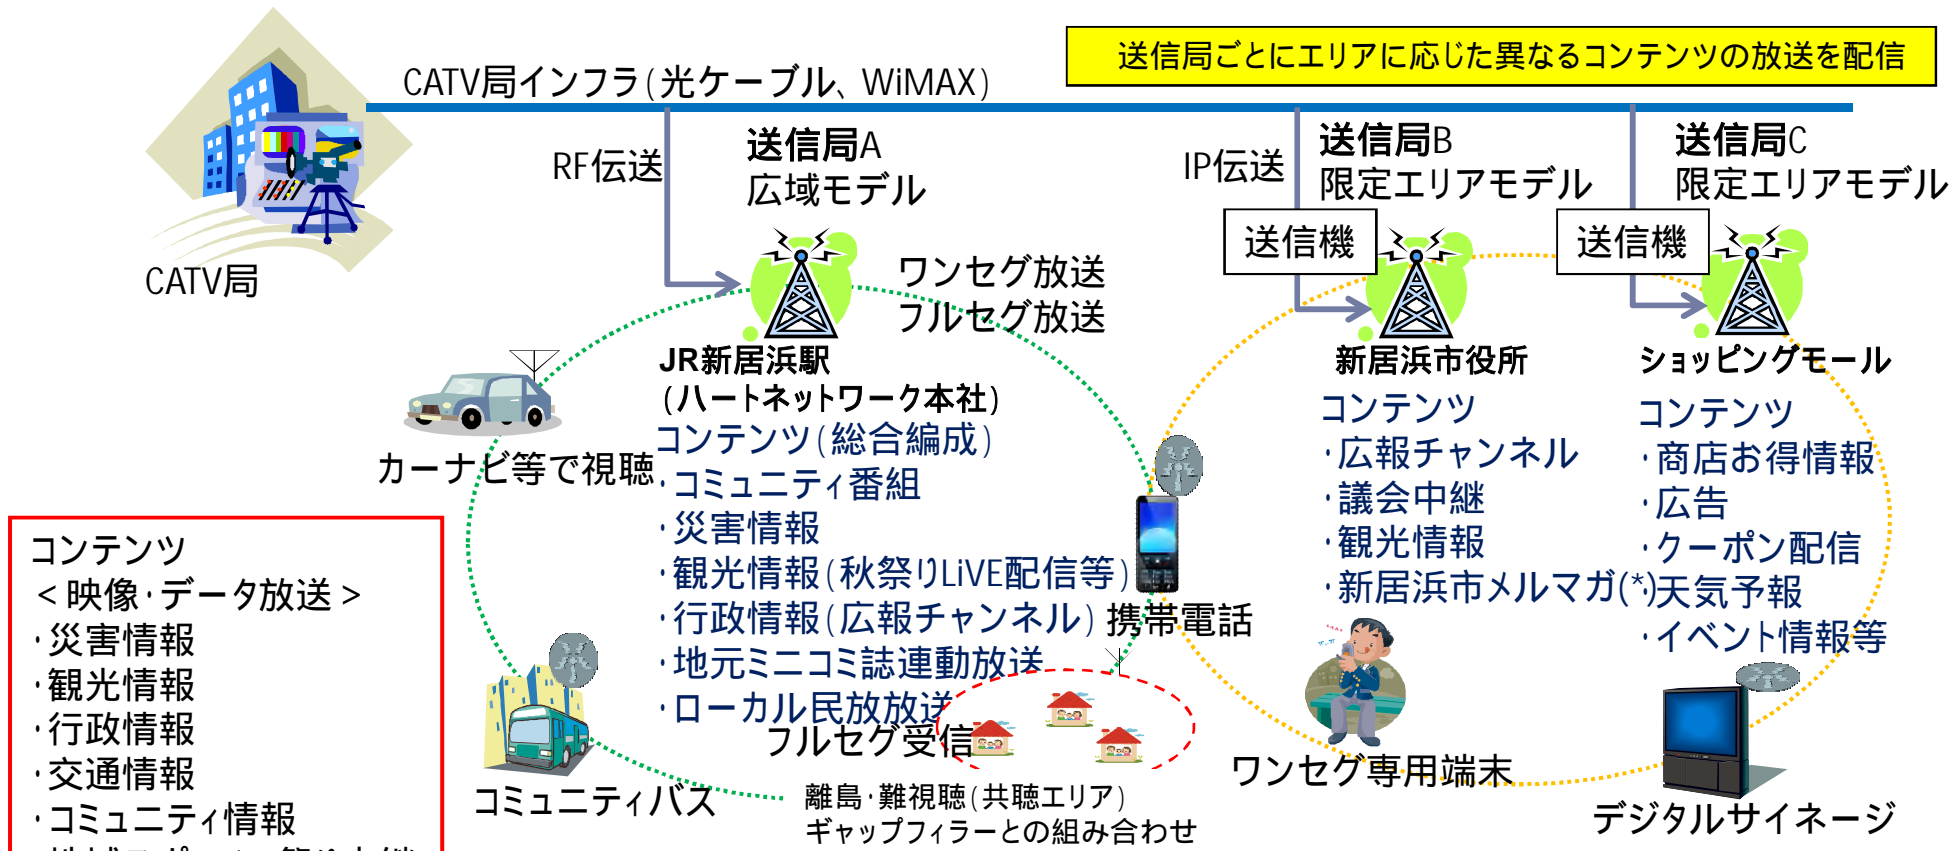 送信局ごとにエリアに応じた異なるコンテンツの放送を配信
CATV局インフラ(光ケーブル、WiMAX)
CATV局
RF伝送
送信局A
広域モデル
IP伝送
送信局B
限定エリアモデル
送信機
送信局C
限定エリアモデル
送信機
ワンセグ放送
フルセグ放送
JR新居浜駅
(ハートネットワーク本社)
コンテンツ(総合編成)
・コミュニティ番組
・災害情報
・観光情報(秋祭りLiVE配信等)
・行政情報(広報チャンネル)
・地元ミニコミ誌連動放送
・ローカル民放放送
新居浜市役所
コンテンツ
・広報チャンネル
・議会中継
・観光情報
・新居浜市メルマガ(*)
ショッピングモール
コンテンツ
・商店お得情報
・広告
・クーポン配信
・天気予報
・イベント情報等
カーナビ等で視聴
携帯電話
コンテンツ
<映像・データ放送>
・災害情報
・観光情報
・行政情報
・交通情報
・コミュニティ情報
コミュニティバス
フルセグ受信
離島・難視聴(共聴エリア)
ギャップフィラーとの組み合わせ
ワンセグ専用端末
デジタルサイネージ